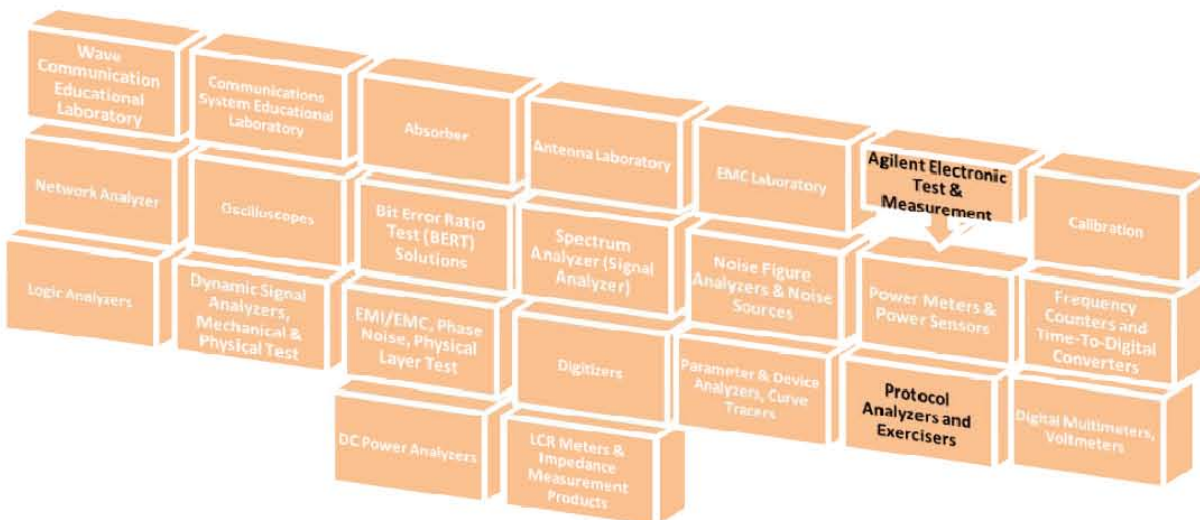 Wave
Communication
Educational
Laboratory
Communications
System Educational
Laboratory
Absorber
Antenna Laboratory
EMC Laboratory
Agilent Electronic
Test &
Measurement
Calibration
Network Analyzer
Oscilloscopes
Bit Error Ratio
Test (BERT)
Solutions
Spectrum
Analyzer (Signal
Analyzer)
Noise Figure
Analyzers & Noise
Sources
Power Meters &
Power Sensors
Frequency
Counters and
Time-To-Digital
Converters
Logic Analyzers
Dynamic Signal
Analyzers,
Mechanical &
Physical Test
EMI/EMC, Phase
Noise, Physical
Layer Test
Digitizers
Parameter & Device
Analyzers, Curve
Tracers
Protocol
Analyzers and
Exercisers
Digital Multimeters,
Voltmeters
DC Power Analyzers
LCR Meters &
Impedance
Measurement
Products